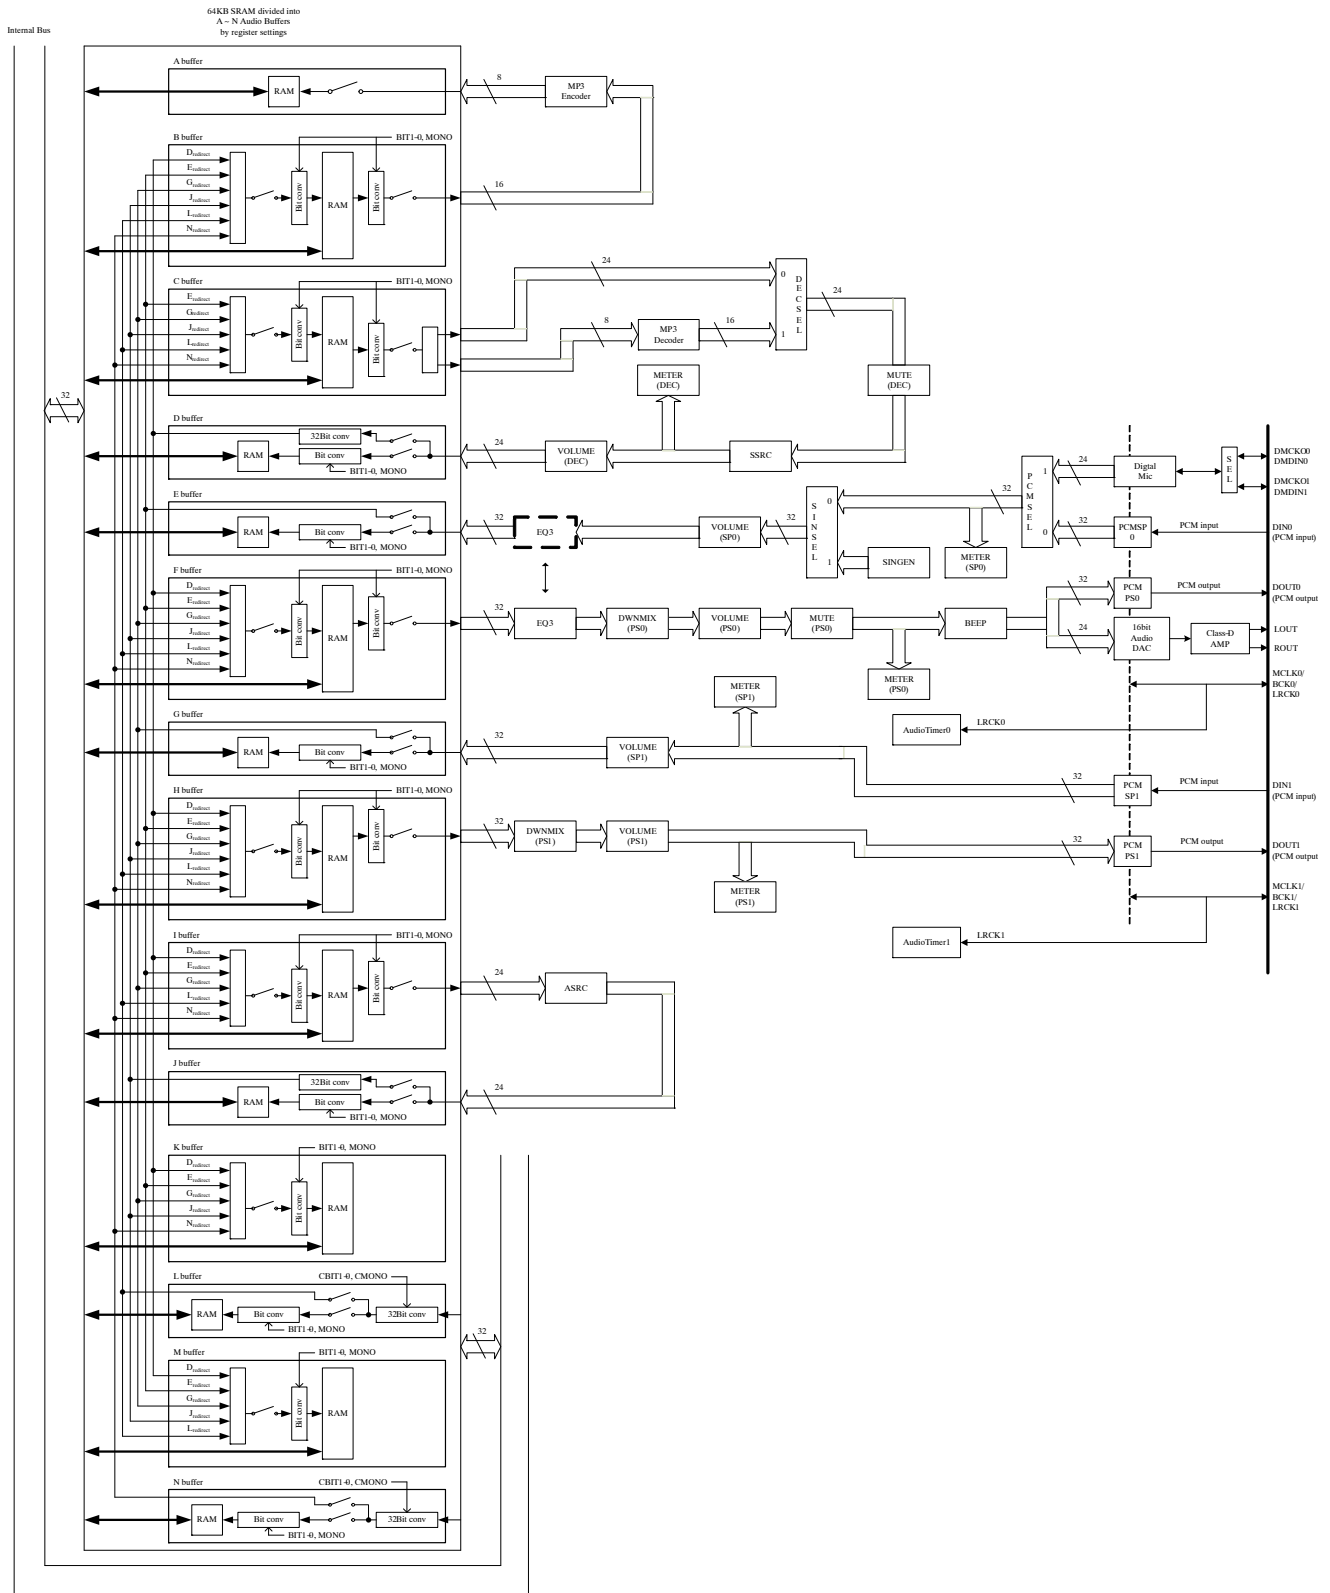 64KB SRAM divided into
A ~ N Audio Buffers
by register settings
Internal Bus
32
A buffer
RAM
8
MP3
Encoder
B buffer
BIT1-0, MONO
Dredirect
Eredirect
Gredirect
Jredirect
Lredirect
Nredirect
Bit conv
RAM
Bit conv
16
C buffer
BIT1-0, MONO
Eredirect
Gredirect
Jredirect
Lredirect
Nredirect
Bit conv
RAM
Bit conv
24
8
MP3
Decoder
16
0
1
DECSEL
24
METER
(DEC)
MUTE
(DEC)
D buffer
32Bit conv
RAM
Bit conv
BIT1-0, MONO
24
VOLUME
(DEC)
SSRC
E buffer
RAM
Bit conv
BIT1-0, MONO
32
EQ3
VOLUME
(SP0)
32
SINSEL
0
1
SINGEN
32
METER
(SP0)
PCMSEL
1
0
24
Digtal
Mic
SEL
DMCKO0
DMDIN0
DMCKO1
DMDIN1
32
PCMSP
0
PCM input
DIN0
(PCM input)
F buffer
BIT1-0, MONO
Dredirect
Eredirect
Gredirect
Jredirect
Lredirect
Nredirect
Bit conv
RAM
Bit conv
32
EQ3
DWNMIX
(PS0)
VOLUME
(PS0)
MUTE
(PS0)
METER
(PS0)
BEEP
32
PCM
PS0
PCM output
DOUT0
(PCM output
24
16bit
Audio
DAC
Class-D
AMP
LOUT
ROUT
MCLK0/
BCK0/
LRCK0
AudioTimer0
LRCK0
METER
(SP1)
G buffer
RAM
Bit conv
BIT1-0, MONO
32
VOLUME
(SP1)
32
PCM
SP1
PCM input
DIN1
(PCM input)
H buffer
BIT1-0, MONO
Dredirect
Eredirect
Gredirect
Jredirect
Lredirect
Nredirect
Bit conv
RAM
Bit conv
32
DWNMIX
(PS1)
VOLUME
(PS1)
METER
(PS1)
32
PCM
PS1
PCM output
DOUT1
(PCM output
MCLK1/
BCK1/
LRCK1
AudioTimer1
LRCK1
I buffer
BIT1-0, MONO
Dredirect
Eredirect
Gredirect
Lredirect
Nredirect
Bit conv
RAM
Bit conv
24
ASRC
J buffer
32Bit conv
RAM
Bit conv
BIT1-0, MONO
24
K buffer
BIT1-0, MONO
Dredirect
Eredirect
Gredirect
Jredirect
Nredirect
Bit conv
RAM
L buffer
CBIT1-0, CMONO
RAM
Bit conv
32Bit conv
BIT1-0, MONO
32
M buffer
BIT1-0, MONO
Dredirect
Eredirect
Gredirect
Jredirect
Lredirect
Bit conv
RAM
N buffer
CBIT1-0, CMONO
RAM
Bit conv
32Bit conv
BIT1-0, MONO